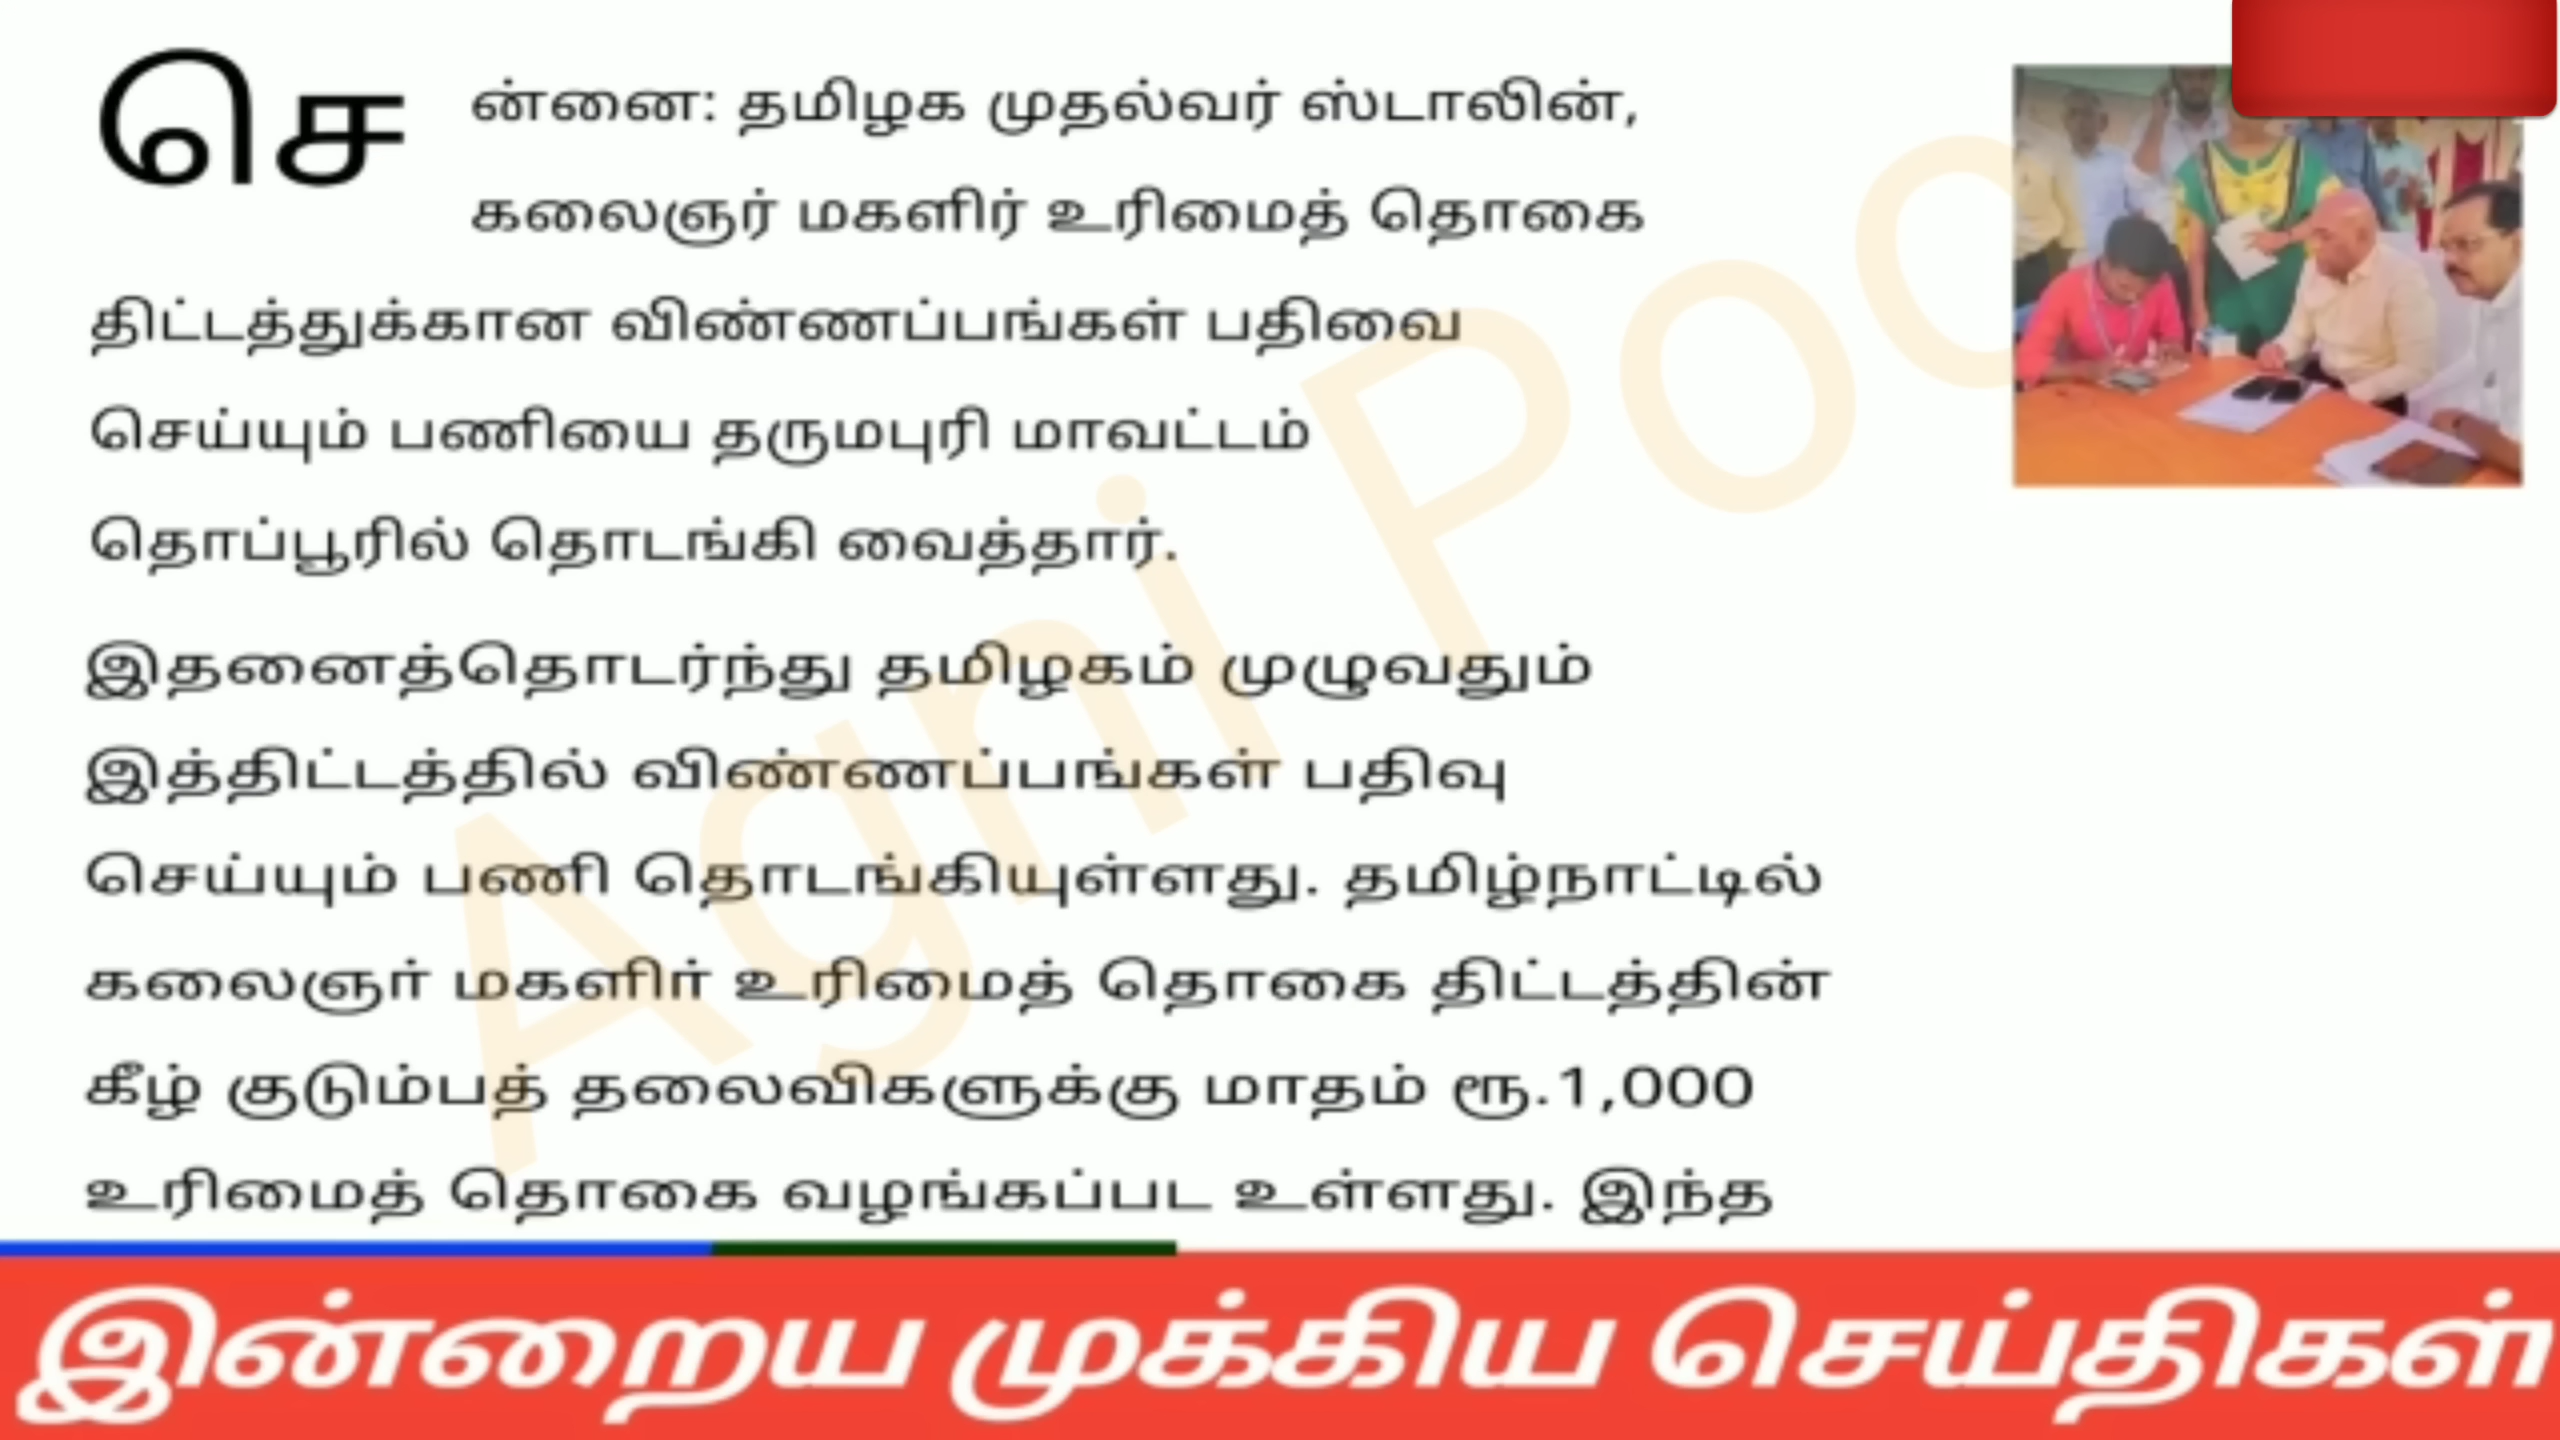 சென்னை: தமிழக முதல்வர் ஸ்டாலின்,
கலைஞர் மகளிர் உரிமைத் தொகை
திட்டத்துக்கான விண்ணப்பங்கள் பதிவை
செய்யும் பணியை தருமபுரி மாவட்டம்
தொப்பூரில் தொடங்கி வைத்தார்.
இதனைத்தொடர்ந்து தமிழகம் முழுவதும்
இத்திட்டத்தில் விண்ணப்பங்கள் பதிவு
செய்யும் பணி தொடங்கியுள்ளது. தமிழ்நாட்டில்
கலைஞர் மகளிர் உரிமைத் தொகை திட்டத்தின்
கீழ் குடும்பத் தலைவிகளுக்கு மாதம் ரூ.1,000
உரிமைத் தொகை வழங்கப்பட உள்ளது. இந்த
இன்றைய முக்கிய செய்திகள்
Agni Poo